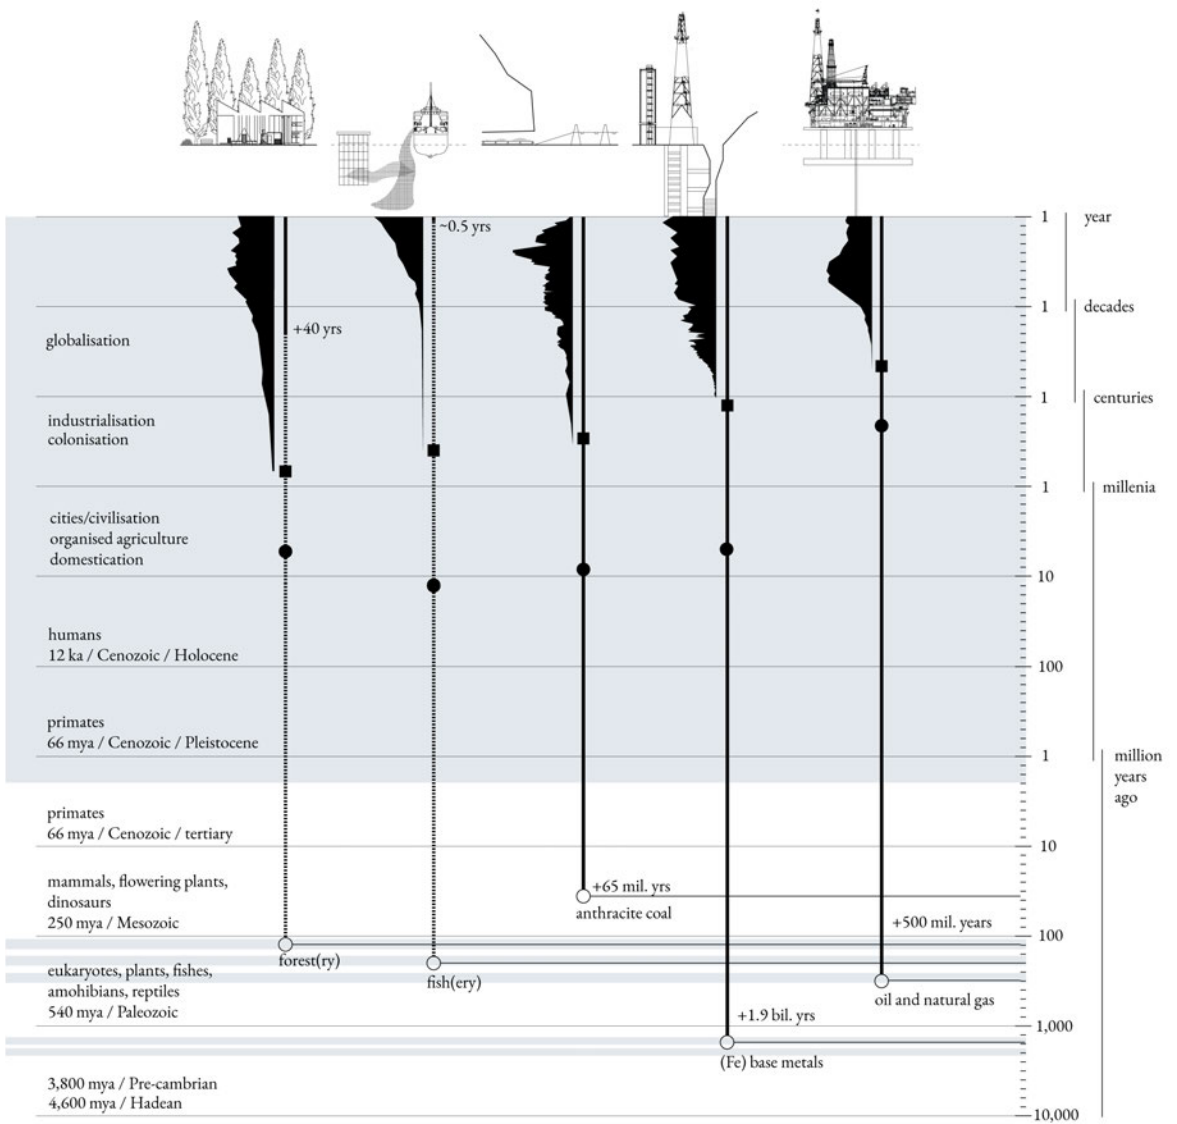 ~0.5 yrs
1
year
1
decades
+40 yrs
globalisation
1
centuries
industrialisation
colonisation
1
millenia
cities/civilisation
organised agriculture
domestication
10
humans
12 ka / Cenozoic / Holocene
100
primates
66 mya / Cenozoic / Pleistocene
1
million
years
ago
primates
66 mya / Cenozoic / tertiary
10
mammals, flowering plants,
dinosaurs
250 mya / Mesozoic
+65 mil. yrs
anthracite coal
+500 mil. years
100
forest(ry)
eukaryotes, plants, fishes,
amohibians, reptiles
540 mya / Paleozoic
fish(ery)
oil and natural gas
+1.9 bil. yrs
1,000
(Fe) base metals
3,800 mya / Pre-cambrian
4,600 mya / Hadean
10,000